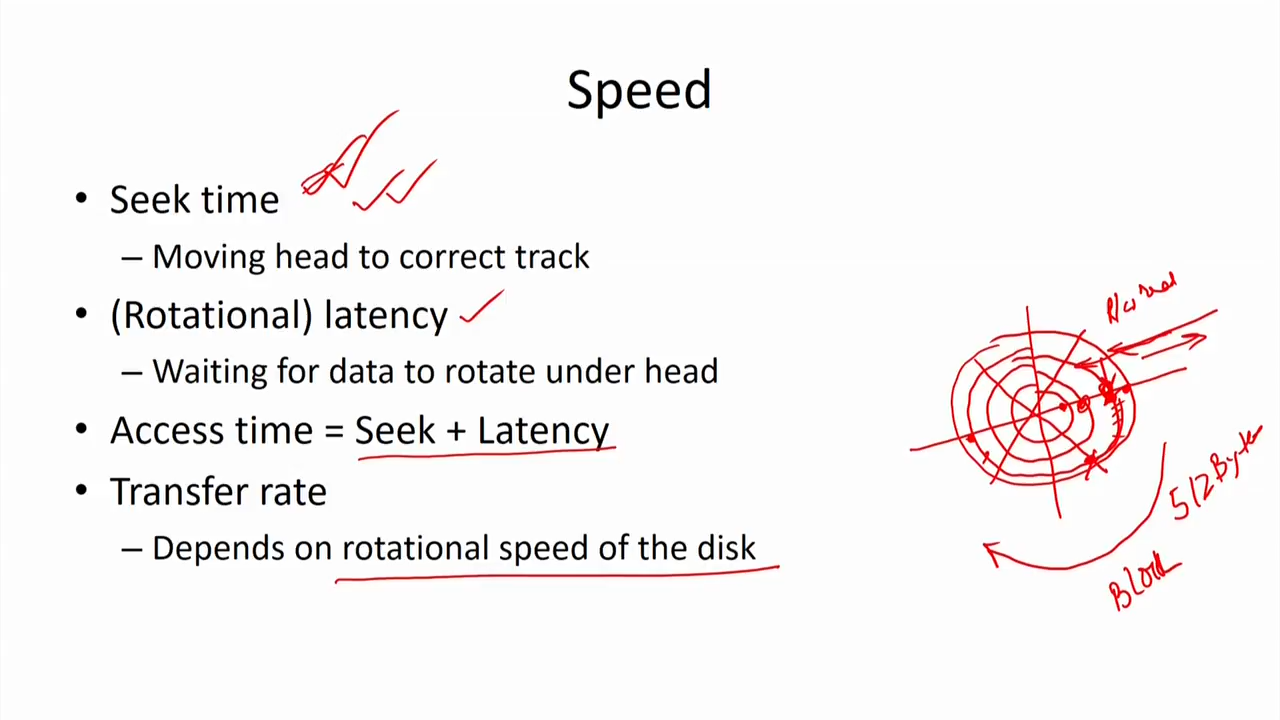 Speed
• Seek time
– Moving head to correct track
• (Rotational) latency
– Waiting for data to rotate under head
• Access time = Seek + Latency
• Transfer rate
– Depends on rotational speed of the disk
512 Bytes
Block